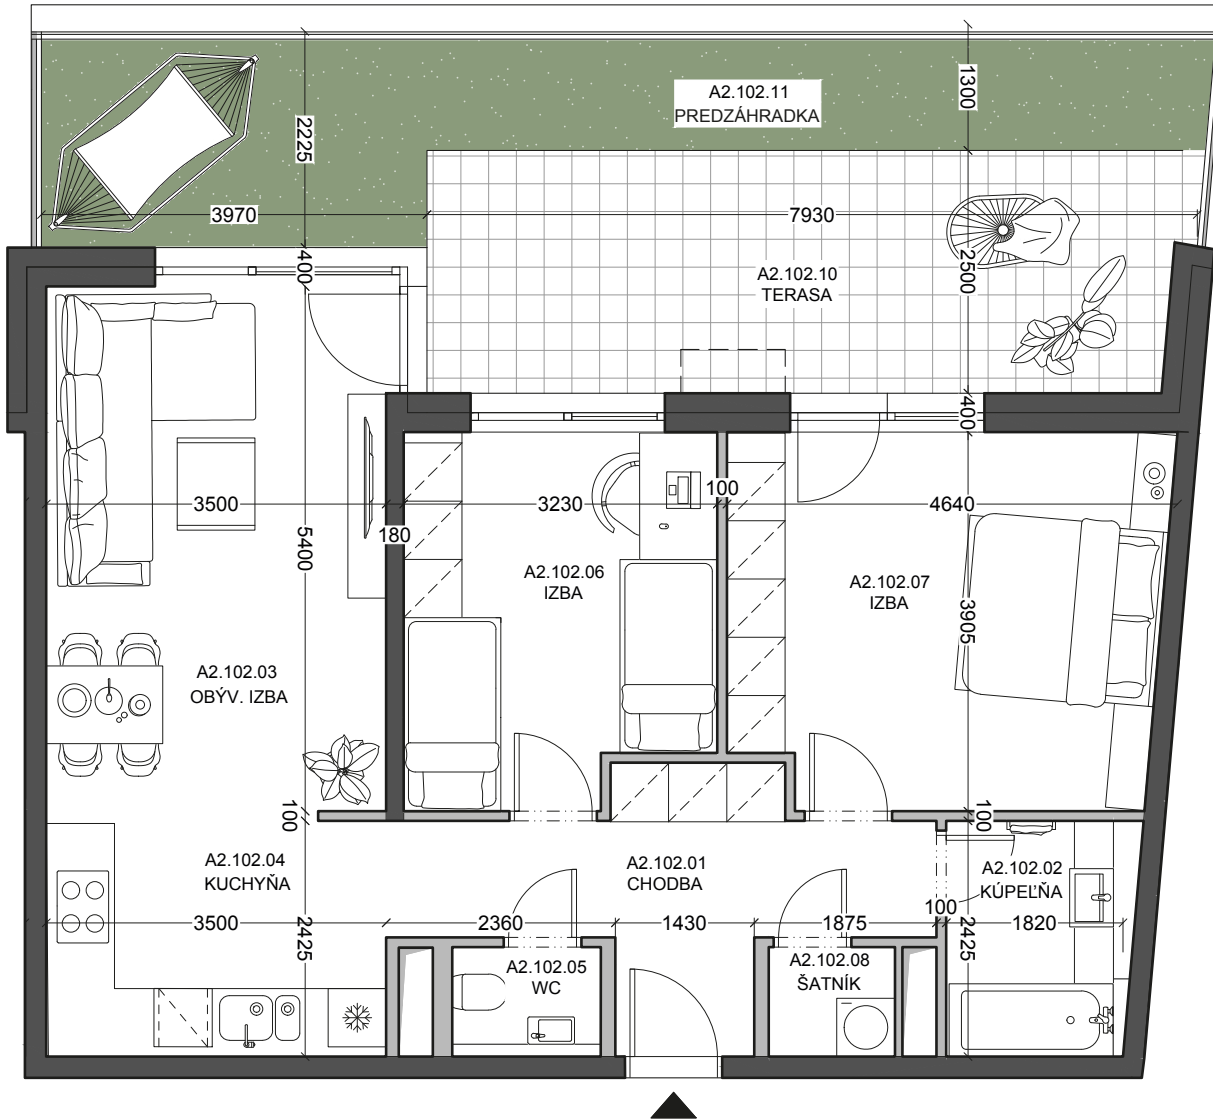 A2.102.11
PREDZÁHRADKA
1300
2225
3970
7930
400
A2.102.10
TERASA
2500
400
3500
180
3230
100
4640
5400
A2.102.06
IZBA
A2.102.07
IZBA
3905
A2.102.03
OBÝV. IZBA
100
100
A2.102.04
KUCHYŇA
A2.102.01
CHODBA
A2.102.02
KÚPEĽŇA
3500
2425
2360
1430
1875
100
2425
1820
A2.102.05
WC
A2.102.08
ŠATNÍK